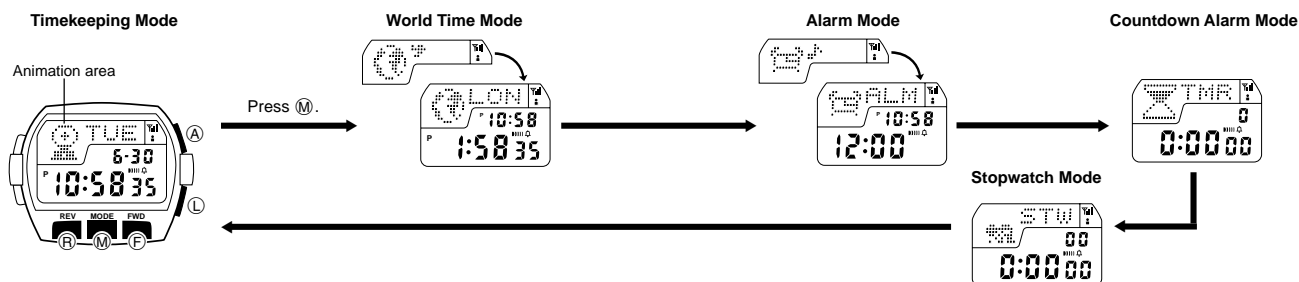 Timekeeping Mode
World Time Mode
Alarm Mode
Countdown Alarm Mode
Animation area
Press Ⓜ.
TUE
6-30
P 10:58 35
REV MODE FWD
Ⓐ
Ⓛ
Ⓡ Ⓜ Ⓕ
LON
P 10:58
P 1:58 35
ALM
P 10:58
12:00
TMR
0
0:00 00
Stopwatch Mode
STW
00
0:00 00